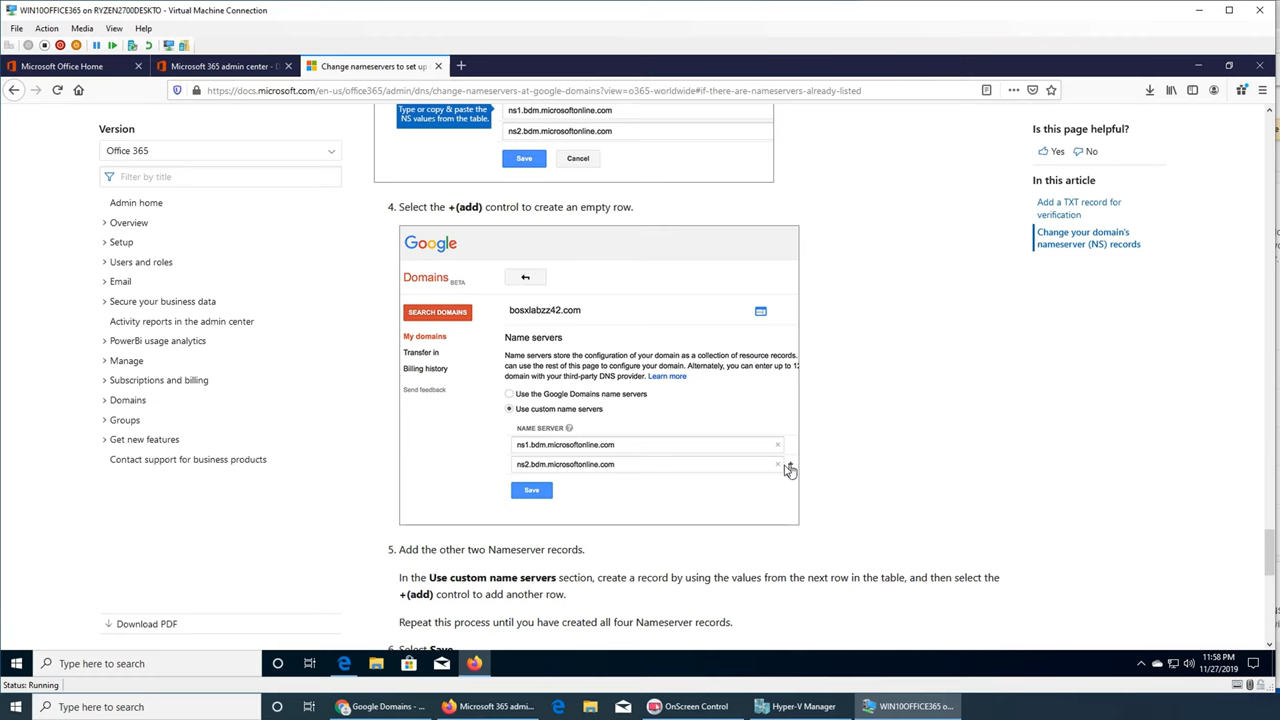 WIN10OFFICE365 on RYZEN2700DESKTO - Virtual Machine Connection
File Action Media View Help
Microsoft Office Home
Microsoft 365 admin center - D
Change nameservers to set up
https://docs.microsoft.com/en-us/office365/admin/dns/change-nameservers-at-google-domains?view=o365-worldwide#if-there-are-nameservers-already-listed
Version
Office 365
Filter by title
Admin home
Overview
Setup
Users and roles
Email
Secure your business data
Activity reports in the admin center
PowerBi usage analytics
Manage
Subscriptions and billing
Domains
Groups
Get new features
Contact support for business products
Download PDF
Type or copy & paste the
NS values from the table.
ns1.bdm.microsoftonline.com
ns2.bdm.microsoftonline.com
Save Cancel
4. Select the +(add) control to create an empty row.
Google
Domains BETA
SEARCH DOMAINS
My domains
Transfer in
Billing history
Send feedback
bosxlabzz42.com
Name servers
Name servers store the configuration of your domain as a collection of resource records.
can use the rest of this page to configure your domain. Alternately, you can enter up to 12
domain with your third-party DNS provider. Learn more
Use the Google Domains name servers
Use custom name servers
NAME SERVER
ns1.bdm.microsoftonline.com
ns2.bdm.microsoftonline.com
Save
5. Add the other two Nameserver records.
In the Use custom name servers section, create a record by using the values from the next row in the table, and then select the
+(add) control to add another row.
Repeat this process until you have created all four Nameserver records.
6. Select Save
Is this page helpful?
Yes No
In this article
Add a TXT record for
verification
Change your domain's
nameserver (NS) records
Type here to search
11:58 PM
11/27/2019
Status: Running
Type here to search
Google Domains - ...
Microsoft 365 admi...
OnScreen Control
Hyper-V Manager
WIN10OFFICE365 o...